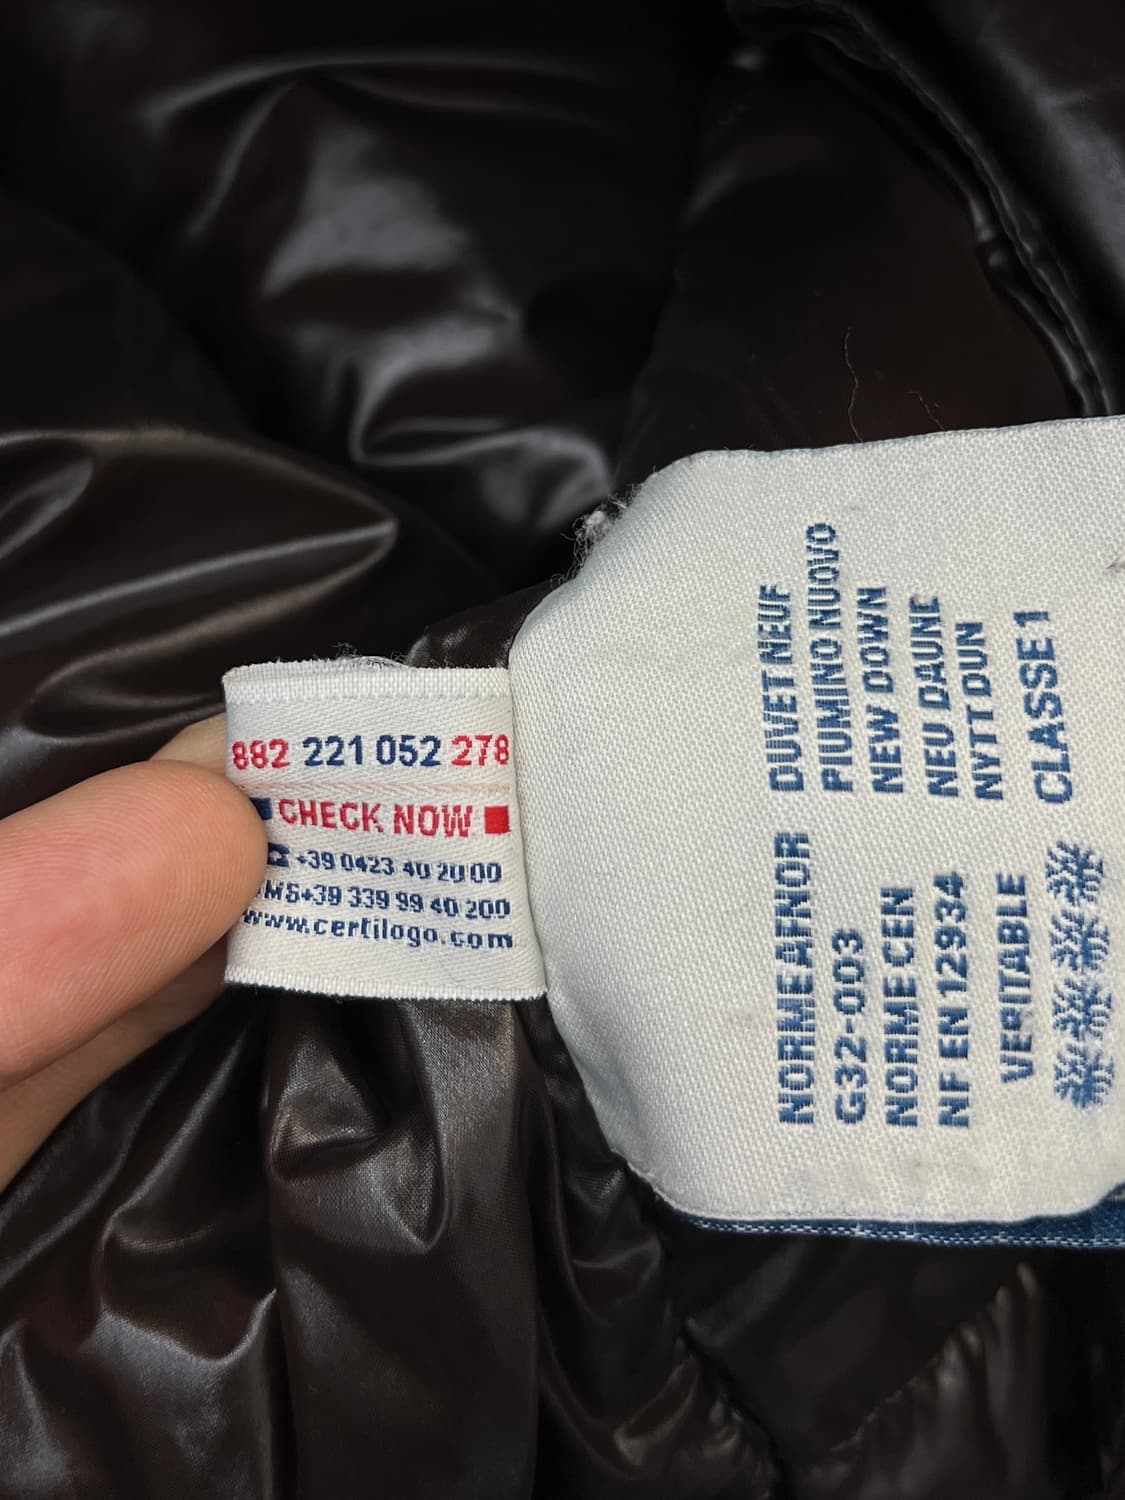 882 221 052 278
CHECK NOW
+39 0423 40 20 00
MS+39 339 99 40 200
www.certilogo.com
NORME AFNOR DUVET NEUF
G32-003 PIUMINO NUOVO
NORME CEN NEW DOWN
NF EN 12934 NEU DAUNE
VERITABLE NYTT DUN
CLASSE 1